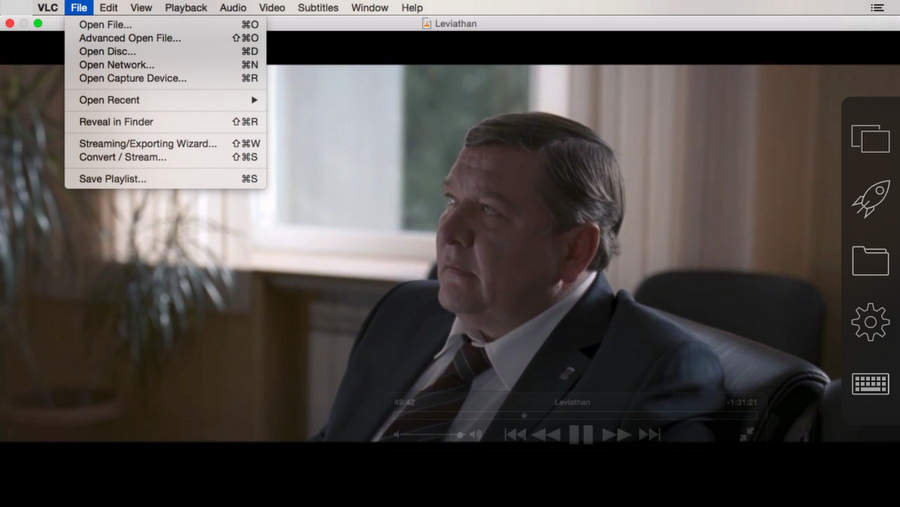 VLC File Edit View Playback Audio Video Subtitles Window Help
Leviathan
Open File... ⌘O
Advanced Open File... ⇧⌘O
Open Disc... ⌘D
Open Network... ⌘N
Open Capture Device... ⌘R
Open Recent
Reveal in Finder ⇧⌘R
Streaming/Exporting Wizard... ⇧⌘W
Convert / Stream... ⇧⌘S
Save Playlist... ⌘S
49:42 Leviathan -1:31:21